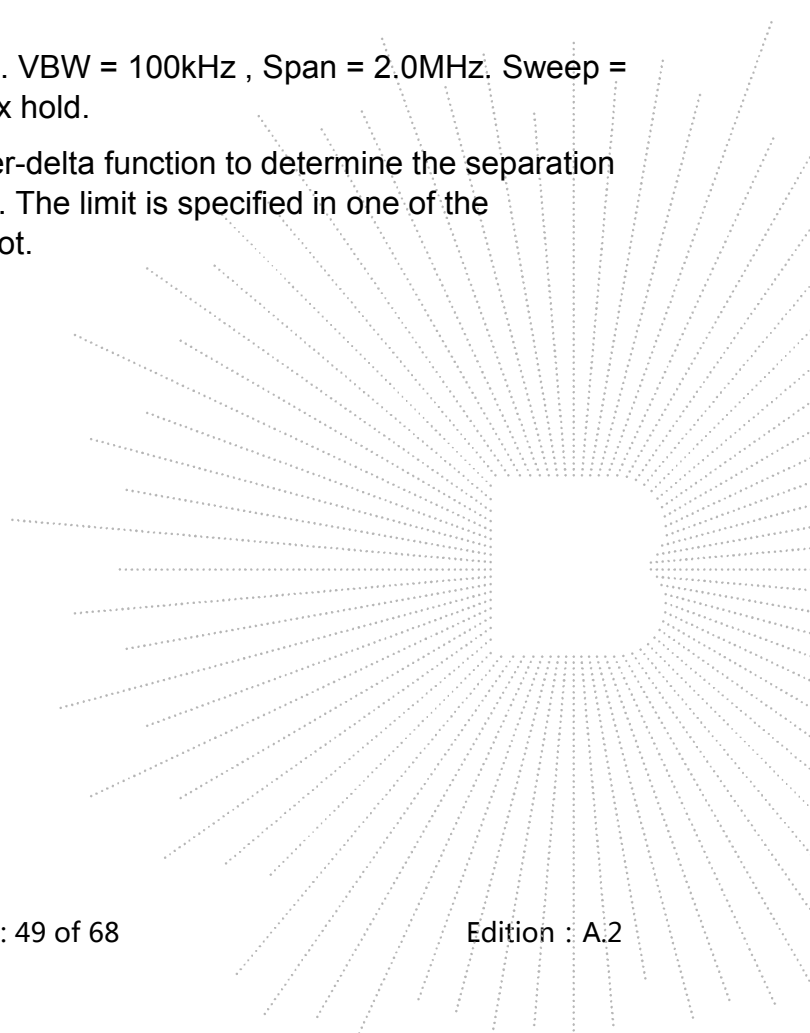 . VBW = 100kHz , Span = 2.0MHz. Sweep =
x hold.
er-delta function to determine the separation
. The limit is specified in one of the
ot.
: 49 of 68 Edition : A.2